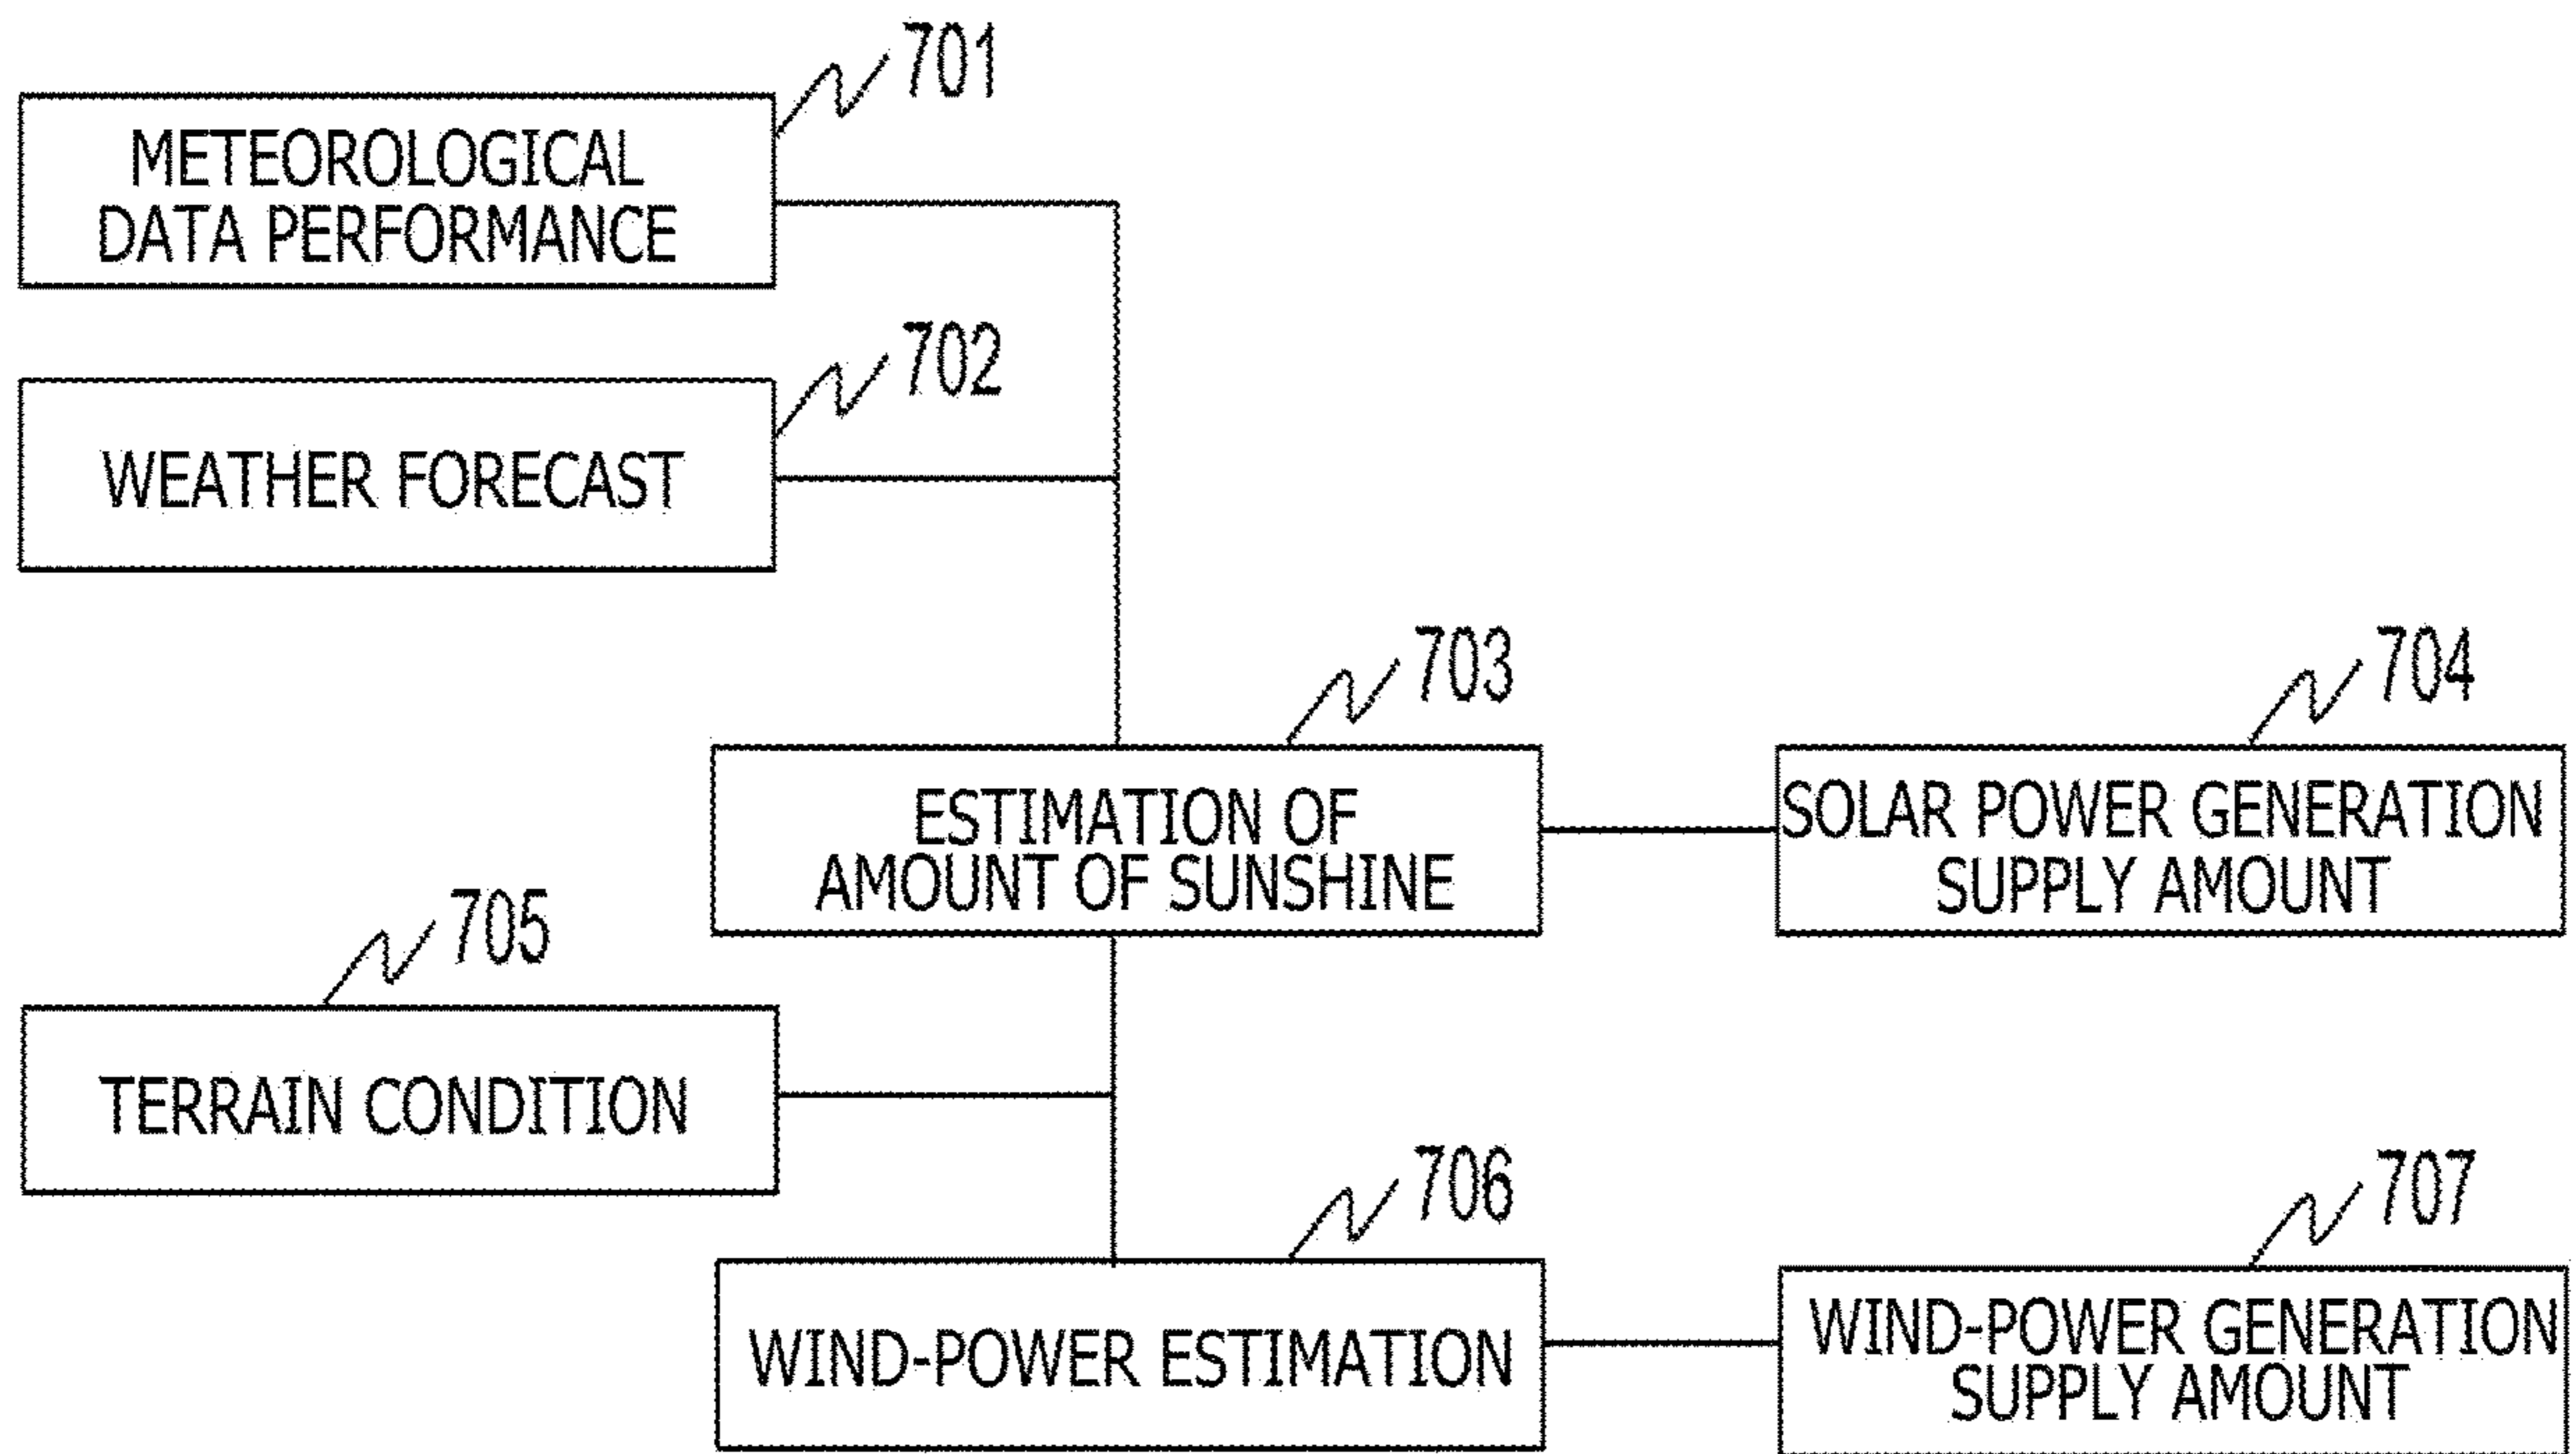 701
METEOROLOGICAL
DATA PERFORMANCE
702
WEATHER FORECAST
703
ESTIMATION OF
AMOUNT OF SUNSHINE
704
SOLAR POWER GENERATION
SUPPLY AMOUNT
705
TERRAIN CONDITION
706
WIND-POWER ESTIMATION
707
WIND-POWER GENERATION
SUPPLY AMOUNT